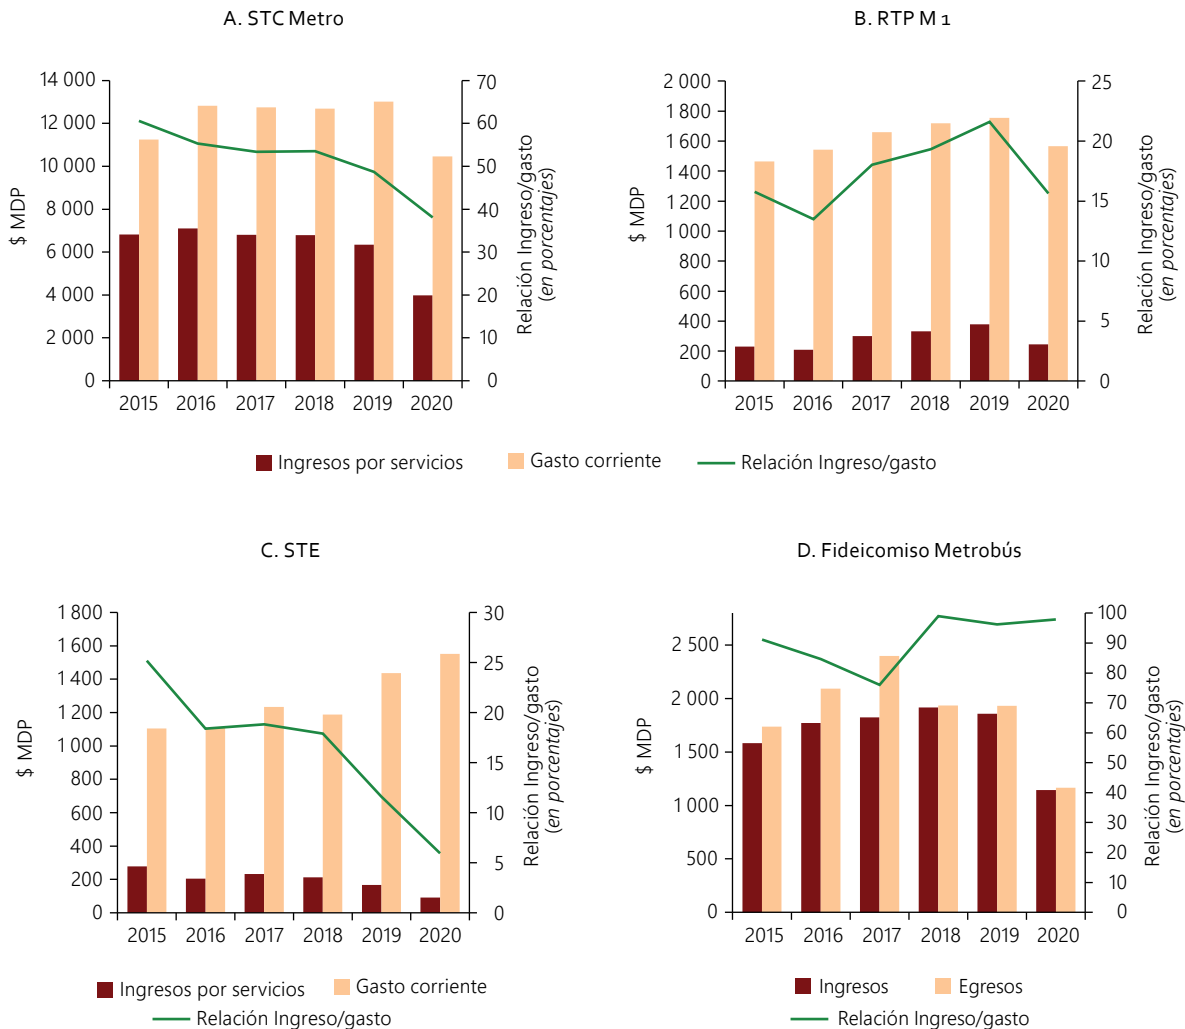 A. STC Metro
$ MDP
14 000
12 000
10 000
8 000
6 000
4 000
2 000
0
70
60
50
40
30
20
10
0
Relación Ingreso/gasto
(en porcentajes)
2015 2016 2017 2018 2019 2020
B. RTP M 1
$ MDP
2 000
1 800
1 600
1 400
1 200
1 000
800
600
400
200
0
25
20
15
10
5
0
Relación Ingreso/gasto
(en porcentajes)
2015 2016 2017 2018 2019 2020
Ingresos por servicios Gasto corriente Relación Ingreso/gasto
C. STE
$ MDP
1 800
1 600
1 400
1 200
1 000
800
600
400
200
0
30
25
20
15
10
5
0
Relación Ingreso/gasto
(en porcentajes)
2015 2016 2017 2018 2019 2020
Ingresos por servicios Gasto corriente
Relación Ingreso/gasto
D. Fideicomiso Metrobús
$ MDP
2 500
2 000
1 500
1 000
500
0
100
90
80
70
60
50
40
30
20
10
0
Relación Ingreso/gasto
(en porcentajes)
2015 2016 2017 2018 2019 2020
Ingresos Egresos
Relación Ingreso/gasto